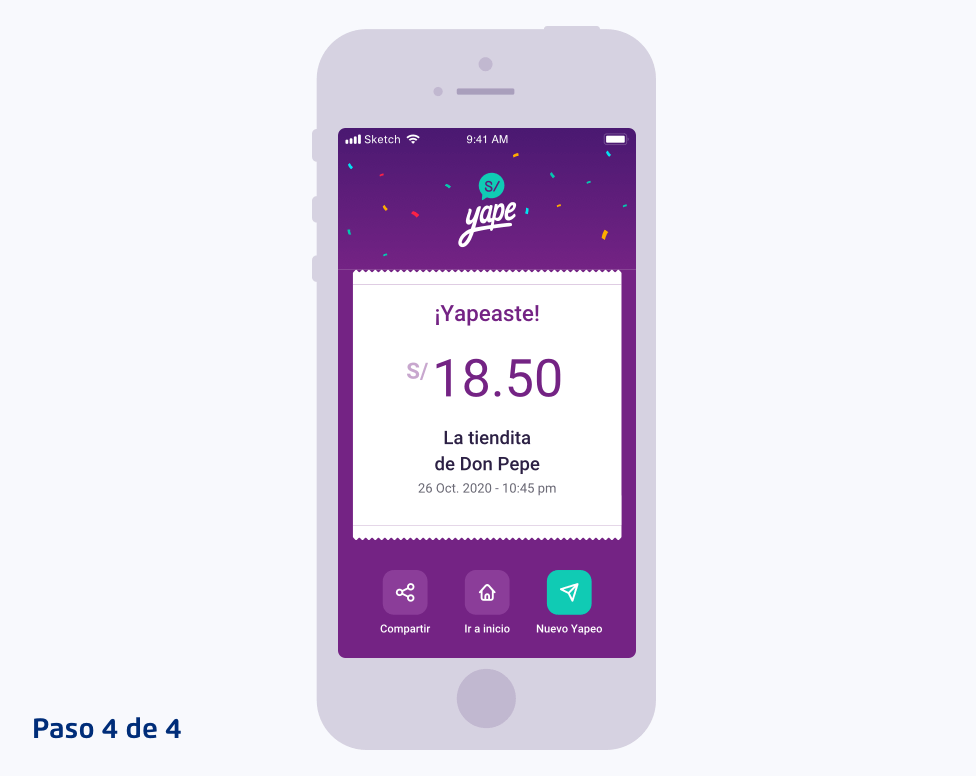 Sketch 9:41 AM
S/
yape
¡Yapeaste!
S/ 18.50
La tiendita
de Don Pepe
26 Oct. 2020 - 10:45 pm
Compartir Ir a inicio Nuevo Yapeo
Paso 4 de 4